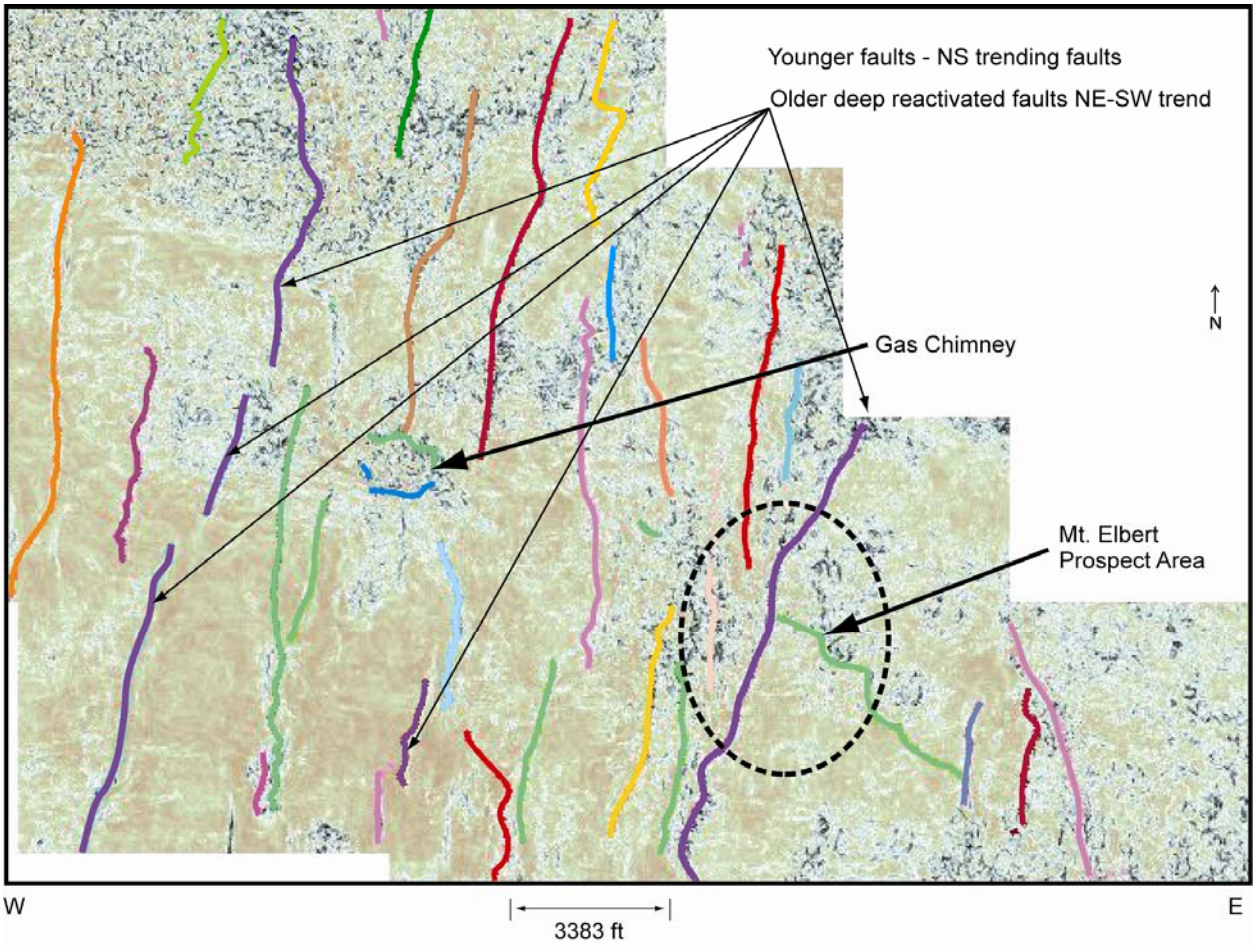 Younger faults - NS trending faults
Older deep reactivated faults NE-SW trend
N
Gas Chimney
Mt. Elbert
Prospect Area
W
E
3383 ft